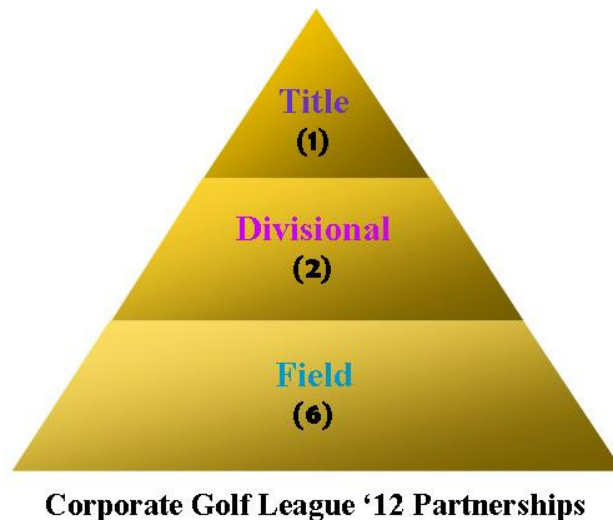 Title
(1)
Divisional
(2)
Field
(6)
Corporate Golf League ‘12 Partnerships